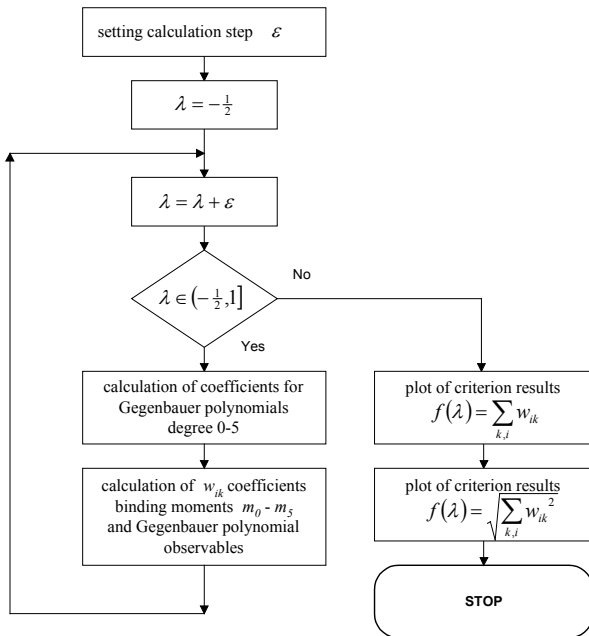 setting calculation step ε
λ = −1/2
λ = λ + ε
No
λ ∈ (−1/2, 1]
Yes
calculation of coefficients for
Gegenbauer polynomials
degree 0-5
calculation of w_ik coefficients
binding moments m_0 - m_5
and Gegenbauer polynomial
observables
plot of criterion results
f(λ) = ∑_{k,i} w_ik
plot of criterion results
f(λ) = √(∑_{k,i} w_ik²)
STOP